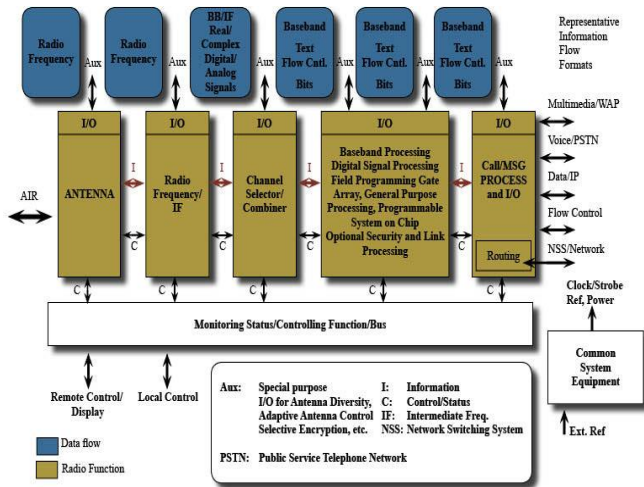 Radio
Frequency
Radio
Frequency
BB/IF
Real/
Complex
Digital/
Analog
Signals
Baseband
Text
Flow Cntl.
Bits
Baseband
Text
Flow Cntl.
Bits
Baseband
Text
Flow Cntl.
Bits
Representative
Information
Flow
Formats
Aux
Aux
Aux
Aux
Aux
Aux
I/O
I/O
I/O
I/O
I/O
AIR
ANTENNA
Radio
Frequency/
IF
Channel
Selector/
Combiner
Baseband Processing
Digital Signal Processing
Field Programming Gate
Array, General Purpose
Processing, Programmable
System on Chip
Optional Security and Link
Processing
Call/MSG
PROCESS
and I/O
Routing
I
I
I
I
C
C
C
C
Multimedia/WAP
Voice/PSTN
Data/IP
Flow Control
NSS/Network
C
C
C
C
C
Monitoring Status/Controlling Function/Bus
Clock/Strobe
Ref, Power
Common
System
Equipment
Ext. Ref
Remote Control/
Display
Local Control
Aux: Special purpose I: Information
I/O for Antenna Diversity, C: Control/Status
Adaptive Antenna Control IF: Intermediate Freq.
Selective Encryption, etc. NSS: Network Switching System
PSTN: Public Service Telephone Network
Data flow
Radio Function